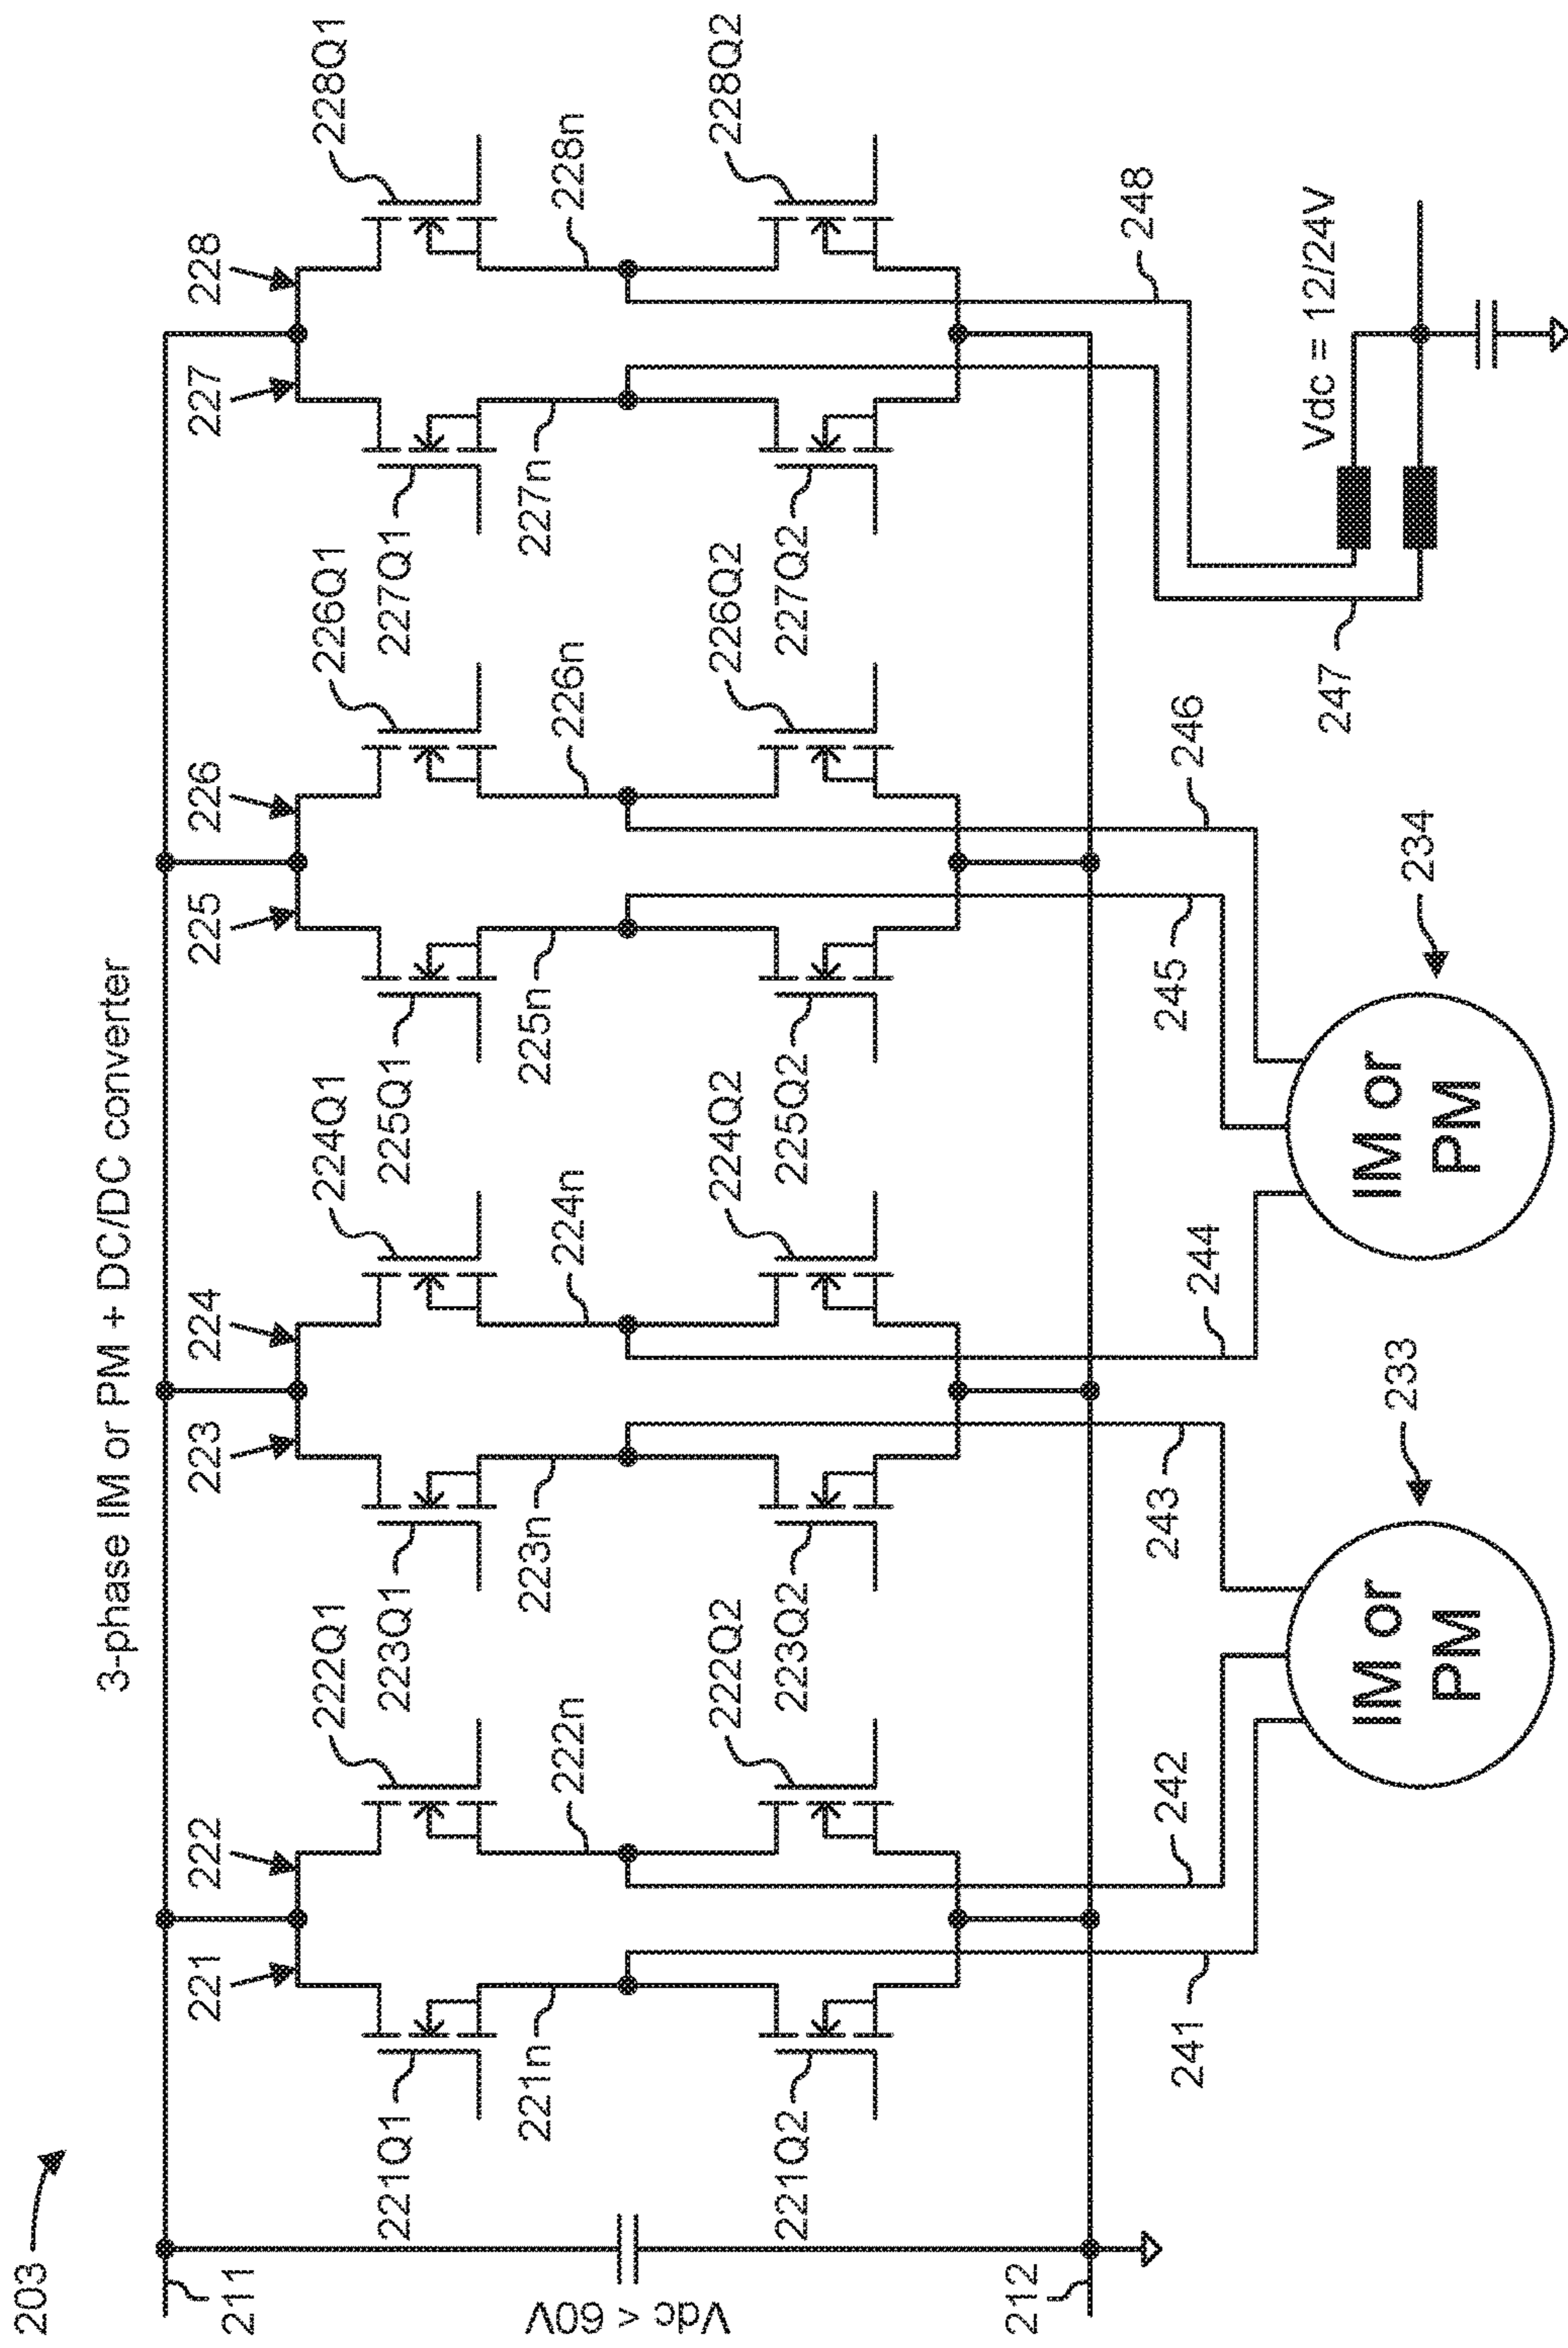 203
3-phase IM or PM + DC/DC converter
211
221
222
223
224
225
226
227
228
221Q1
222Q1
223Q1
224Q1
225Q1
226Q1
227Q1
228Q1
221n
222n
223n
224n
225n
226n
227n
228n
Vdc < 60V
221Q2
222Q2
223Q2
224Q2
225Q2
226Q2
227Q2
228Q2
212
241
242
243
244
245
246
247
248
Vdc = 12/24V
233
234
IM or
PM
IM or
PM